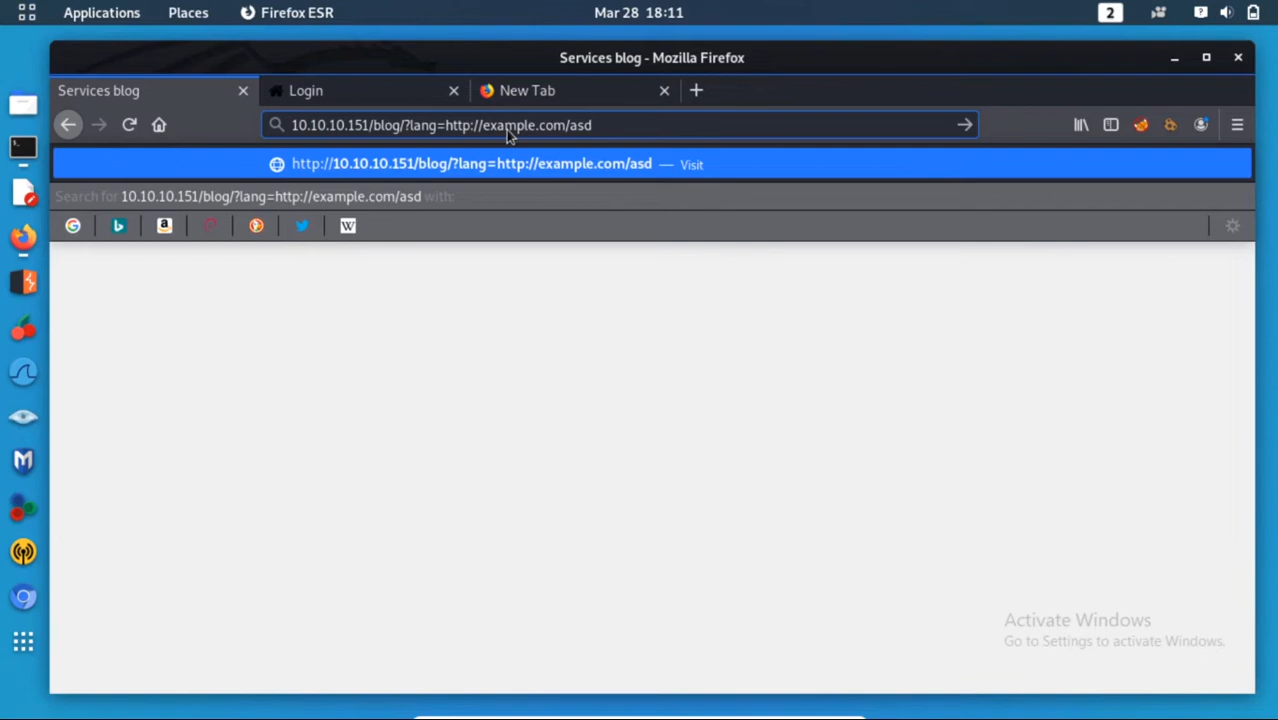 Applications Places Firefox ESR Mar 28 18:11 2
Services blog - Mozilla Firefox
Services blog Login New Tab
10.10.10.151/blog/?lang=http://example.com/asd
http://10.10.10.151/blog/?lang=http://example.com/asd — Visit
Search for 10.10.10.151/blog/?lang=http://example.com/asd with:
Activate Windows
Go to Settings to activate Windows.